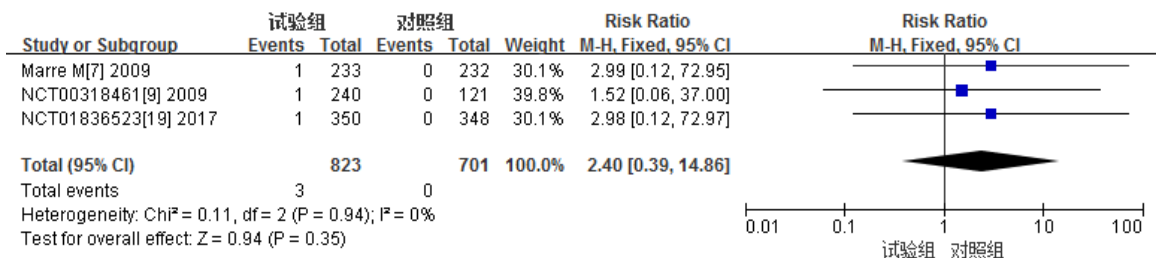 试验组 对照组 Risk Ratio Risk Ratio
Study or Subgroup Events Total Events Total Weight M-H, Fixed, 95% CI M-H, Fixed, 95% CI
Marre M[7] 2009 1 233 0 232 30.1% 2.99 [0.12, 72.95]
NCT00318461[9] 2009 1 240 0 121 39.8% 1.52 [0.06, 37.00]
NCT01836523[19] 2017 1 350 0 348 30.1% 2.98 [0.12, 72.97]
Total (95% CI) 823 701 100.0% 2.40 [0.39, 14.86]
Total events 3 0
Heterogeneity: Chi² = 0.11, df = 2 (P = 0.94); I² = 0%
Test for overall effect: Z = 0.94 (P = 0.35)
0.01 0.1 1 10 100
试验组 对照组